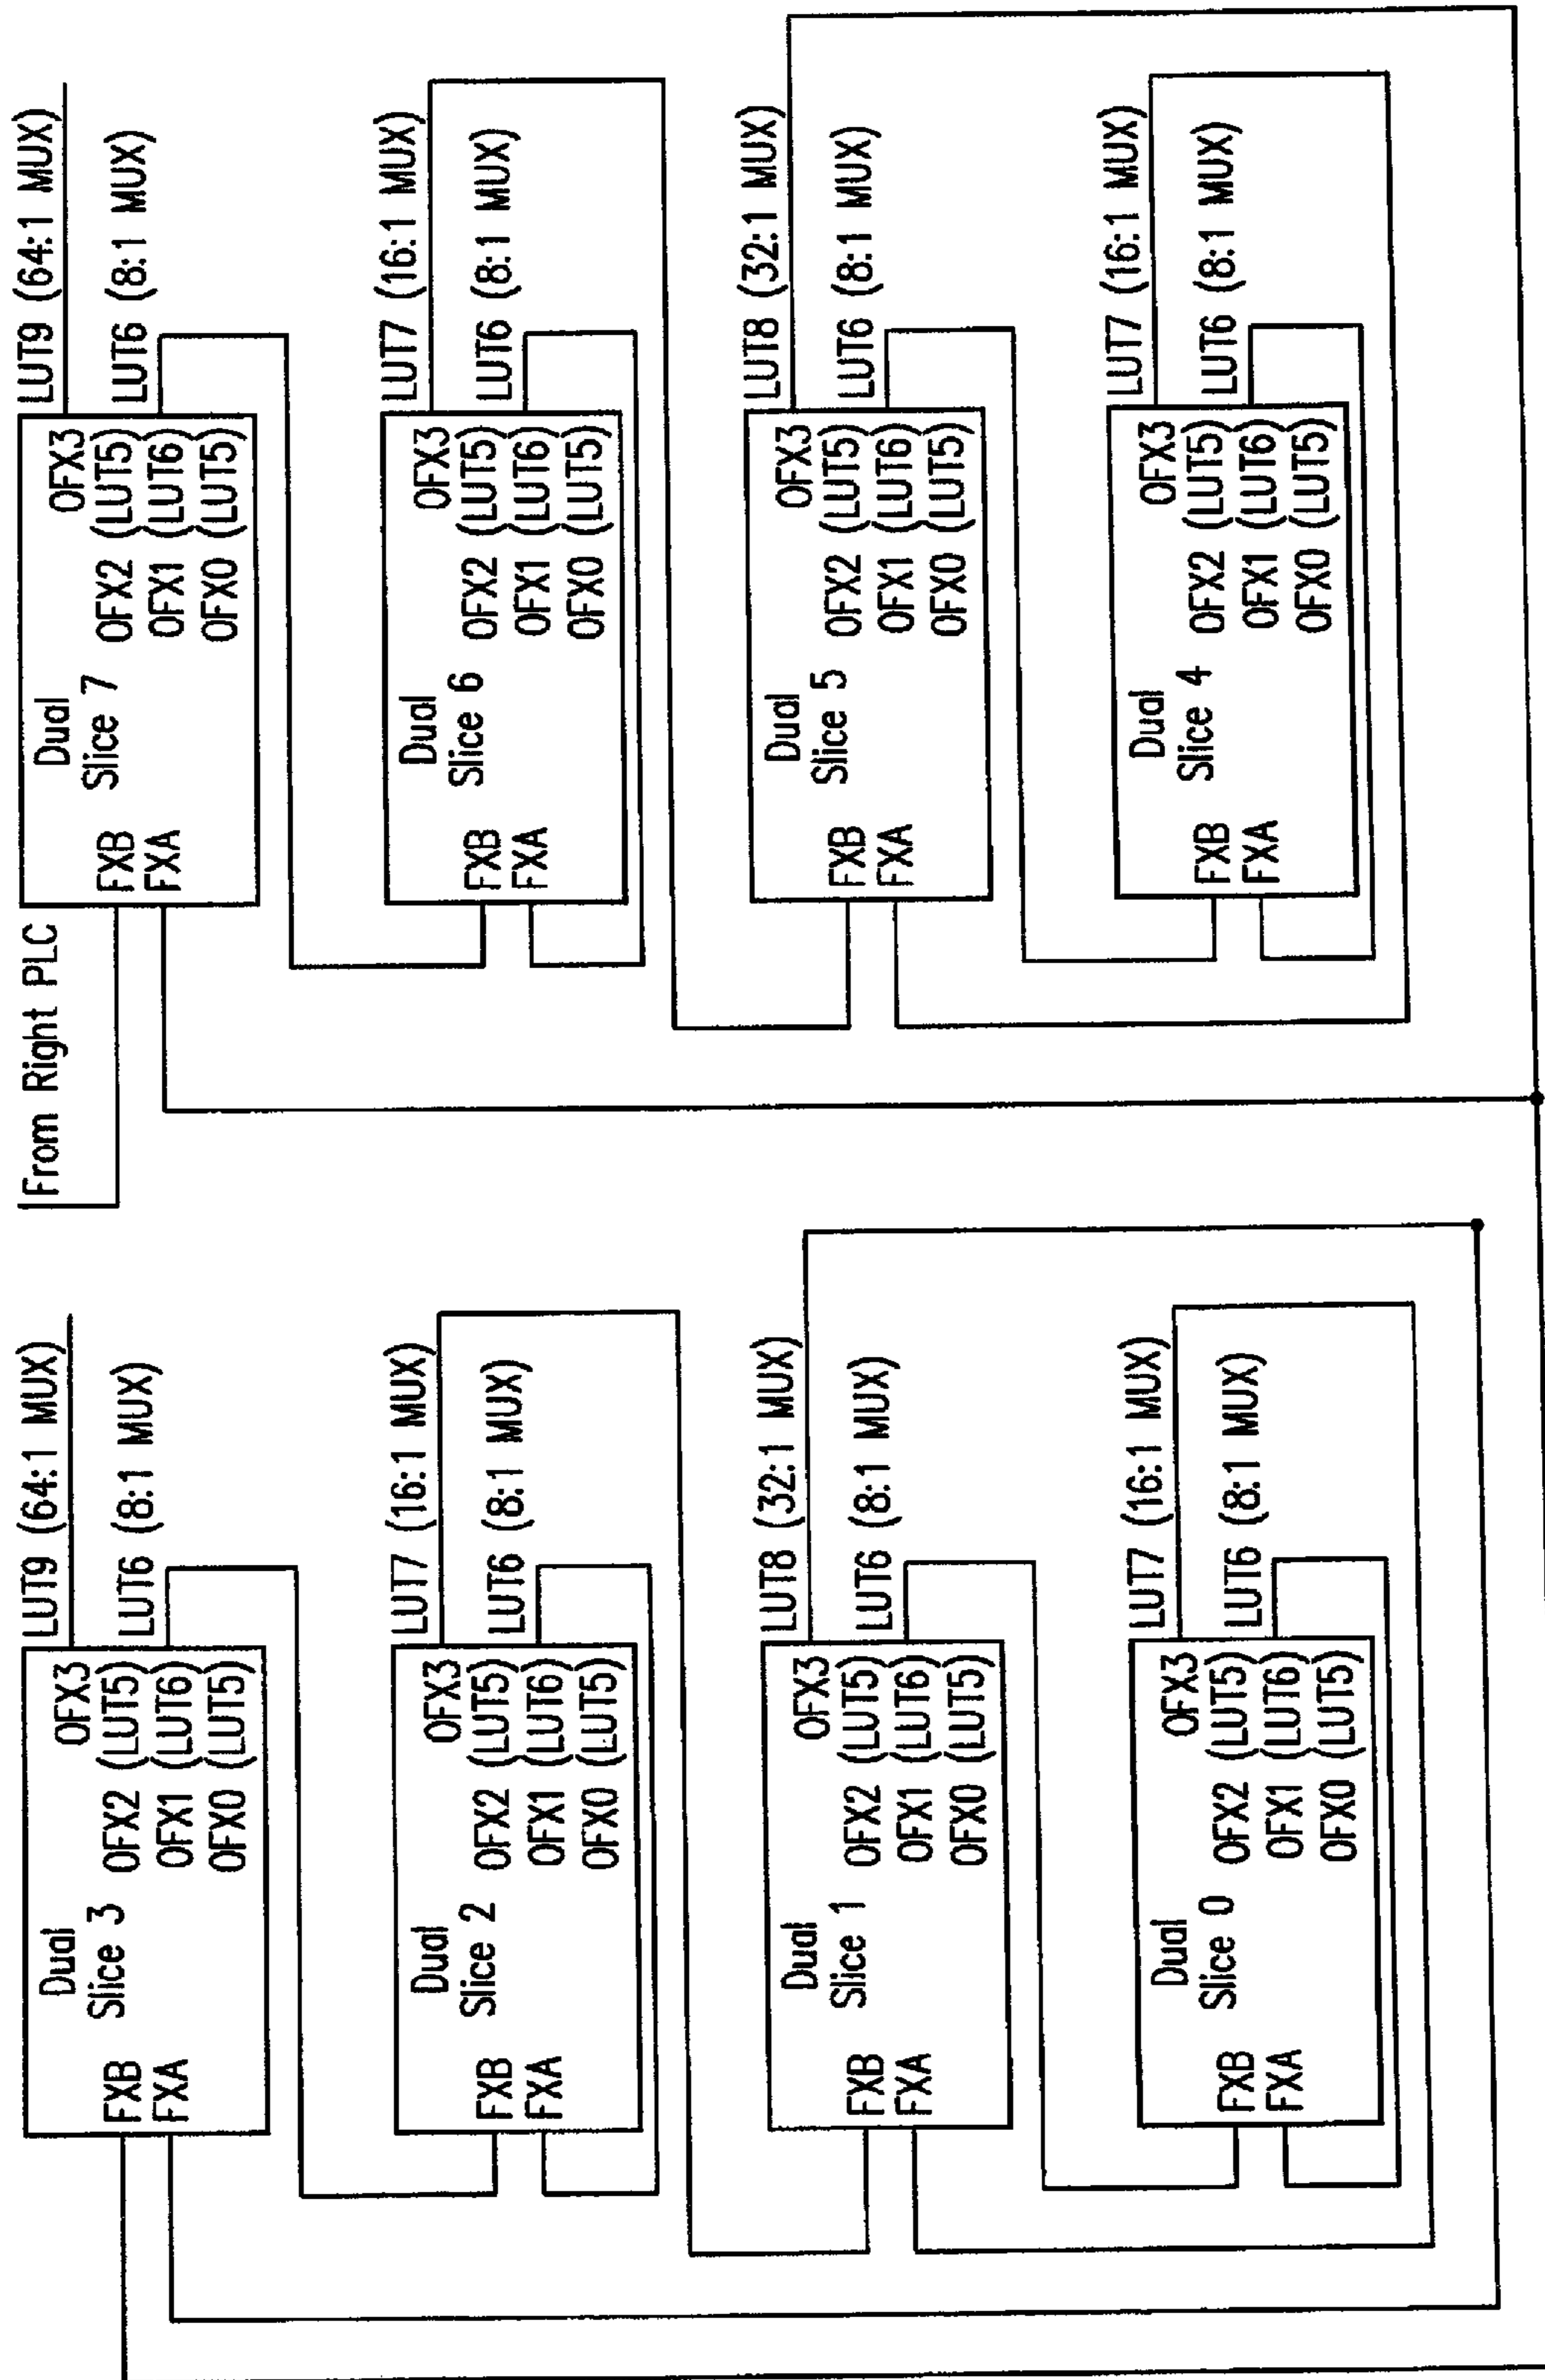 LUT9 (64:1 MUX)
LUT6 (8:1 MUX)
Dual
Slice 3
FXB
FXA
OFX3
OFX2 (LUT5)
OFX1 (LUT6)
OFX0 (LUT5)
LUT7 (16:1 MUX)
LUT6 (8:1 MUX)
Dual
Slice 2
FXB
FXA
OFX3
OFX2 (LUT5)
OFX1 (LUT6)
OFX0 (LUT5)
LUT8 (32:1 MUX)
LUT6 (8:1 MUX)
Dual
Slice 1
FXB
FXA
OFX3
OFX2 (LUT5)
OFX1 (LUT6)
OFX0 (LUT5)
LUT7 (16:1 MUX)
LUT6 (8:1 MUX)
Dual
Slice 0
FXB
FXA
OFX3
OFX2 (LUT5)
OFX1 (LUT6)
OFX0 (LUT5)
From Right PLC
LUT9 (64:1 MUX)
LUT6 (8:1 MUX)
Dual
Slice 7
FXB
FXA
OFX3
OFX2 (LUT5)
OFX1 (LUT6)
OFX0 (LUT5)
LUT7 (16:1 MUX)
LUT6 (8:1 MUX)
Dual
Slice 6
FXB
FXA
OFX3
OFX2 (LUT5)
OFX1 (LUT6)
OFX0 (LUT5)
LUT8 (32:1 MUX)
LUT6 (8:1 MUX)
Dual
Slice 5
FXB
FXA
OFX3
OFX2 (LUT5)
OFX1 (LUT6)
OFX0 (LUT5)
LUT7 (16:1 MUX)
LUT6 (8:1 MUX)
Dual
Slice 4
FXB
FXA
OFX3
OFX2 (LUT5)
OFX1 (LUT6)
OFX0 (LUT5)